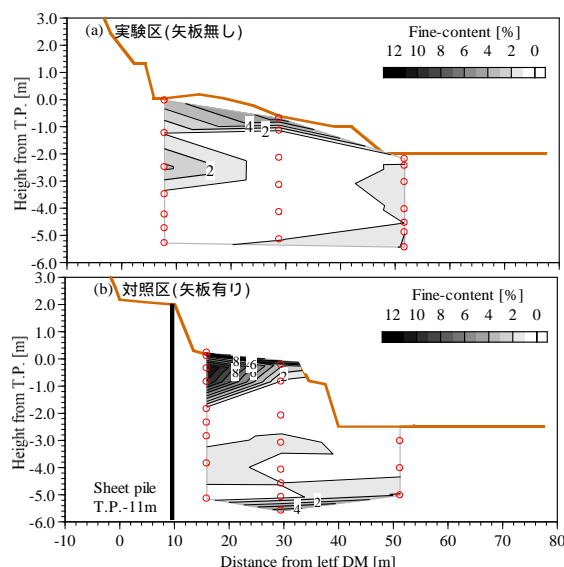 (a) 実験区(矢板無し)
Fine-content [%]
12 10 8 6 4 2 0
Height from T.P. [m]
3.0
2.0
1.0
0.0
-1.0
-2.0
-3.0
-4.0
-5.0
-6.0
4
2
2
(b) 対照区(矢板有り)
Fine-content [%]
12 10 8 6 4 2 0
Height from T.P. [m]
3.0
2.0
1.0
0.0
-1.0
-2.0
-3.0
-4.0
-5.0
-6.0
8
6
8
2
2
4
Sheet pile
T.P.-11m
-10 0 10 20 30 40 50 60 70 80
Distance from letf DM [m]